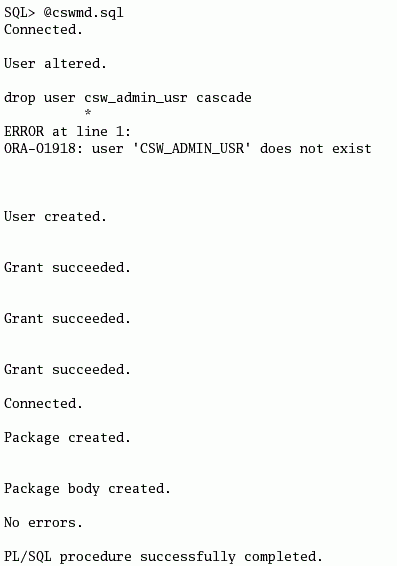 SQL> @cswmd.sql
Connected.
User altered.
drop user csw_admin_usr cascade
*
ERROR at line 1:
ORA-01918: user 'CSW_ADMIN_USR' does not exist
User created.
Grant succeeded.
Grant succeeded.
Grant succeeded.
Connected.
Package created.
Package body created.
No errors.
PL/SQL procedure successfully completed.